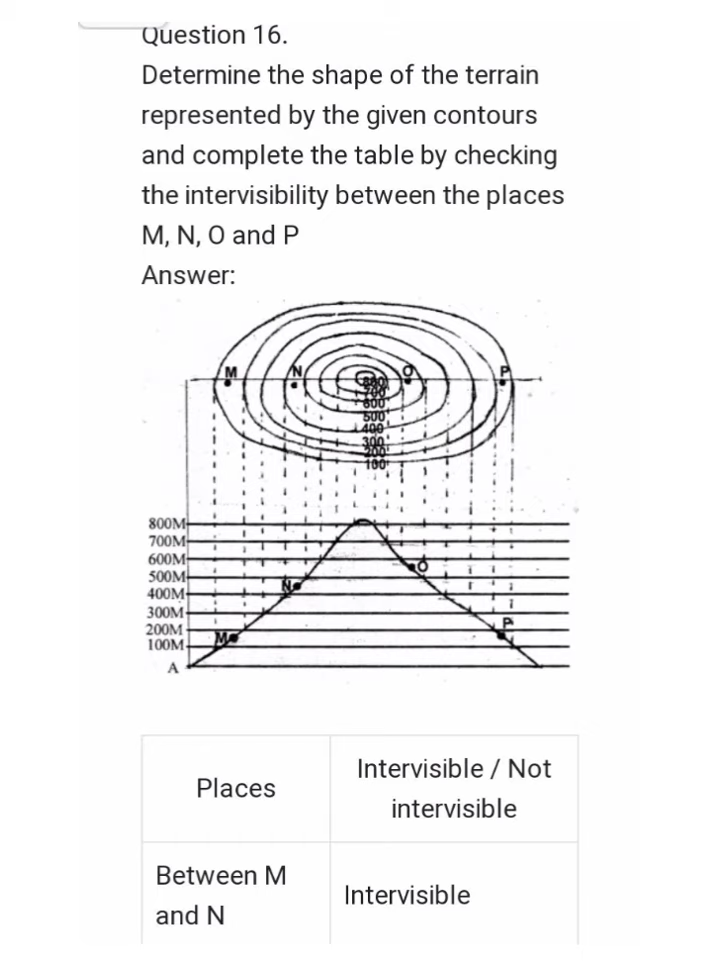 Question 16.
Determine the shape of the terrain
represented by the given contours
and complete the table by checking
the intervisibility between the places
M, N, O and P
Answer:
M N O P
800
700
600
500
400
300
200
100
800M
700M
600M O
500M N
400M
300M
200M M P
100M
A
Places
Intervisible / Not
intervisible
Between M
and N
Intervisible